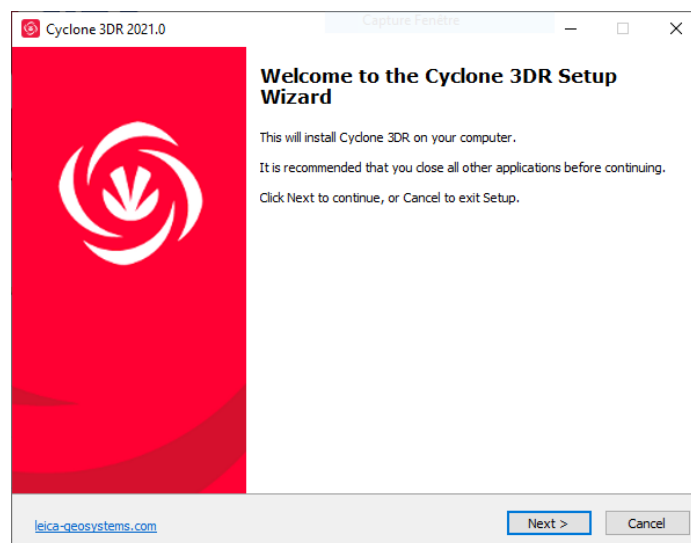 Capture Fenêtre
Cyclone 3DR 2021.0
Welcome to the Cyclone 3DR Setup
Wizard
This will install Cyclone 3DR on your computer.
It is recommended that you close all other applications before continuing.
Click Next to continue, or Cancel to exit Setup.
leica-geosystems.com
Next >
Cancel